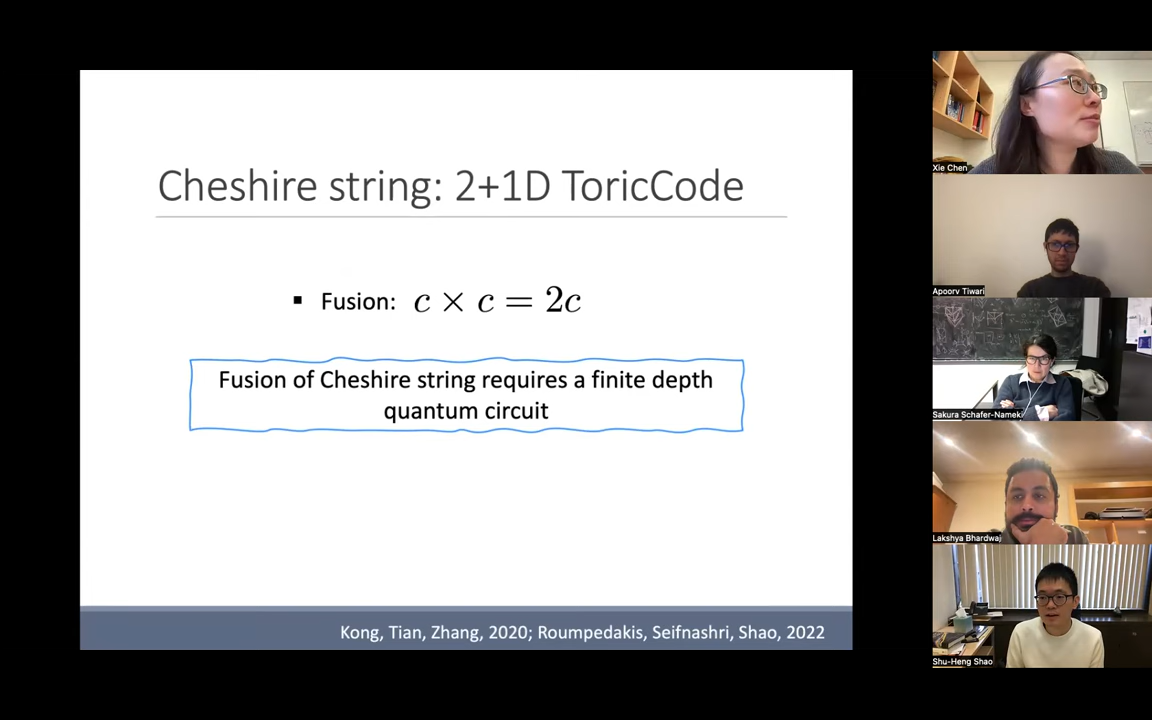 Cheshire string: 2+1D ToricCode
▪ Fusion: c × c = 2c
Fusion of Cheshire string requires a finite depth
quantum circuit
Kong, Tian, Zhang, 2020; Roumpedakis, Seifnashri, Shao, 2022
Xie Chen
Apoorv Tiwari
Sakura Schafer-Nameki
Lakshya Bhardwaj
Shu-Heng Shao